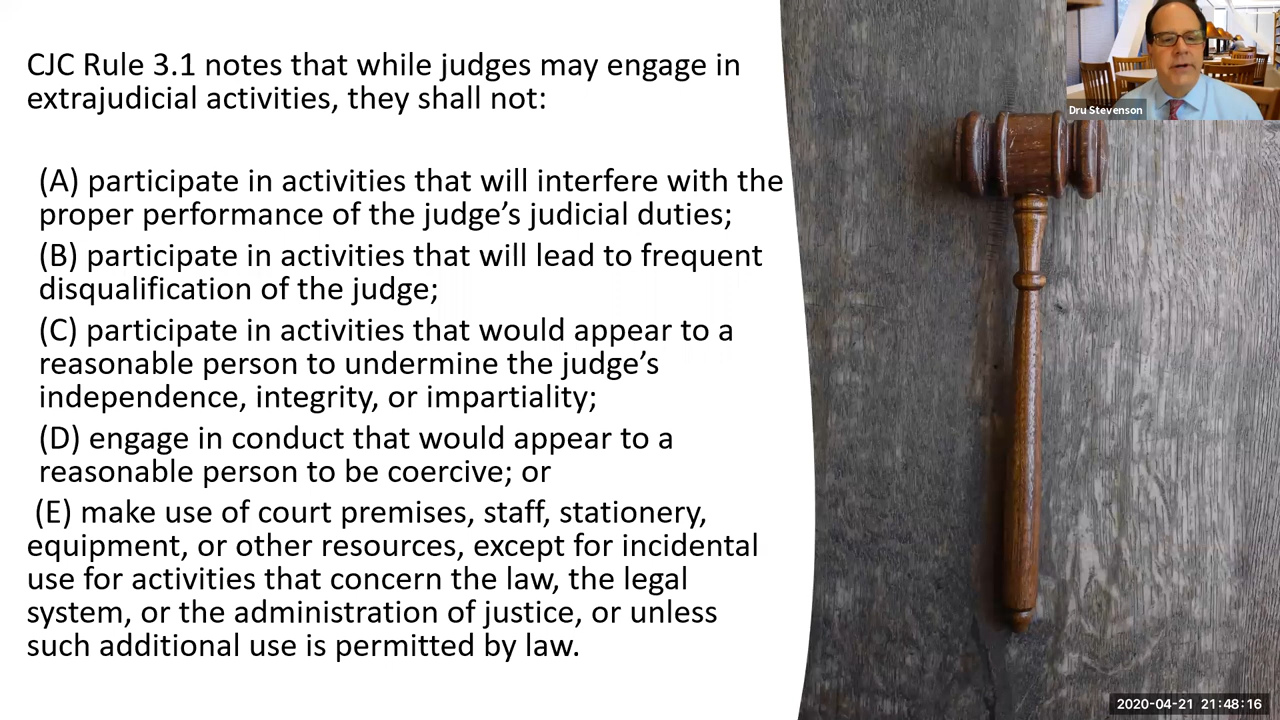 CJC Rule 3.1 notes that while judges may engage in
extrajudicial activities, they shall not:
(A) participate in activities that will interfere with the
proper performance of the judge’s judicial duties;
(B) participate in activities that will lead to frequent
disqualification of the judge;
(C) participate in activities that would appear to a
reasonable person to undermine the judge’s
independence, integrity, or impartiality;
(D) engage in conduct that would appear to a
reasonable person to be coercive; or
(E) make use of court premises, staff, stationery,
equipment, or other resources, except for incidental
use for activities that concern the law, the legal
system, or the administration of justice, or unless
such additional use is permitted by law.
Dru Stevenson
2020-04-21 21:48:16